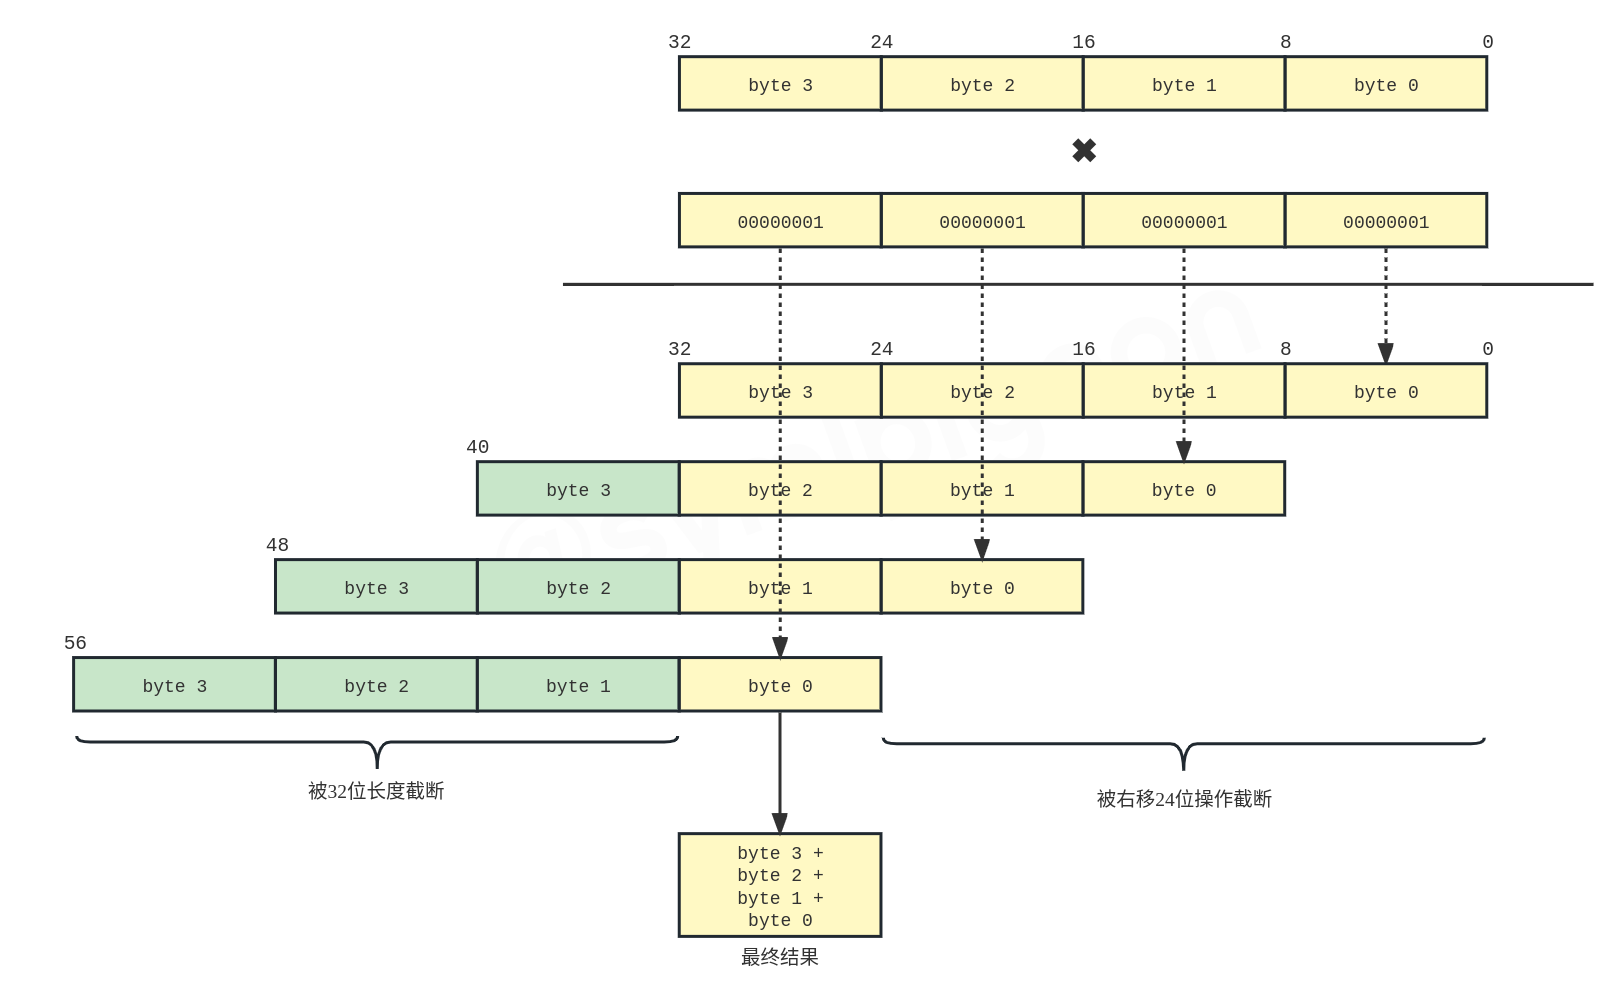 32 24 16 8 0
byte 3 byte 2 byte 1 byte 0
✖
00000001 00000001 00000001 00000001
32 24 16 8 0
byte 3 byte 2 byte 1 byte 0
40
byte 3 byte 2 byte 1 byte 0
48
byte 3 byte 2 byte 1 byte 0
56
byte 3 byte 2 byte 1 byte 0
被32位长度截断
被右移24位操作截断
byte 3 +
byte 2 +
byte 1 +
byte 0
最终结果